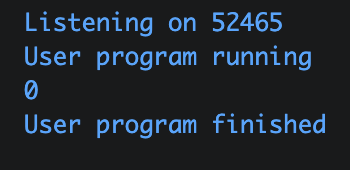 Listening on 52465
User program running
0
User program finished